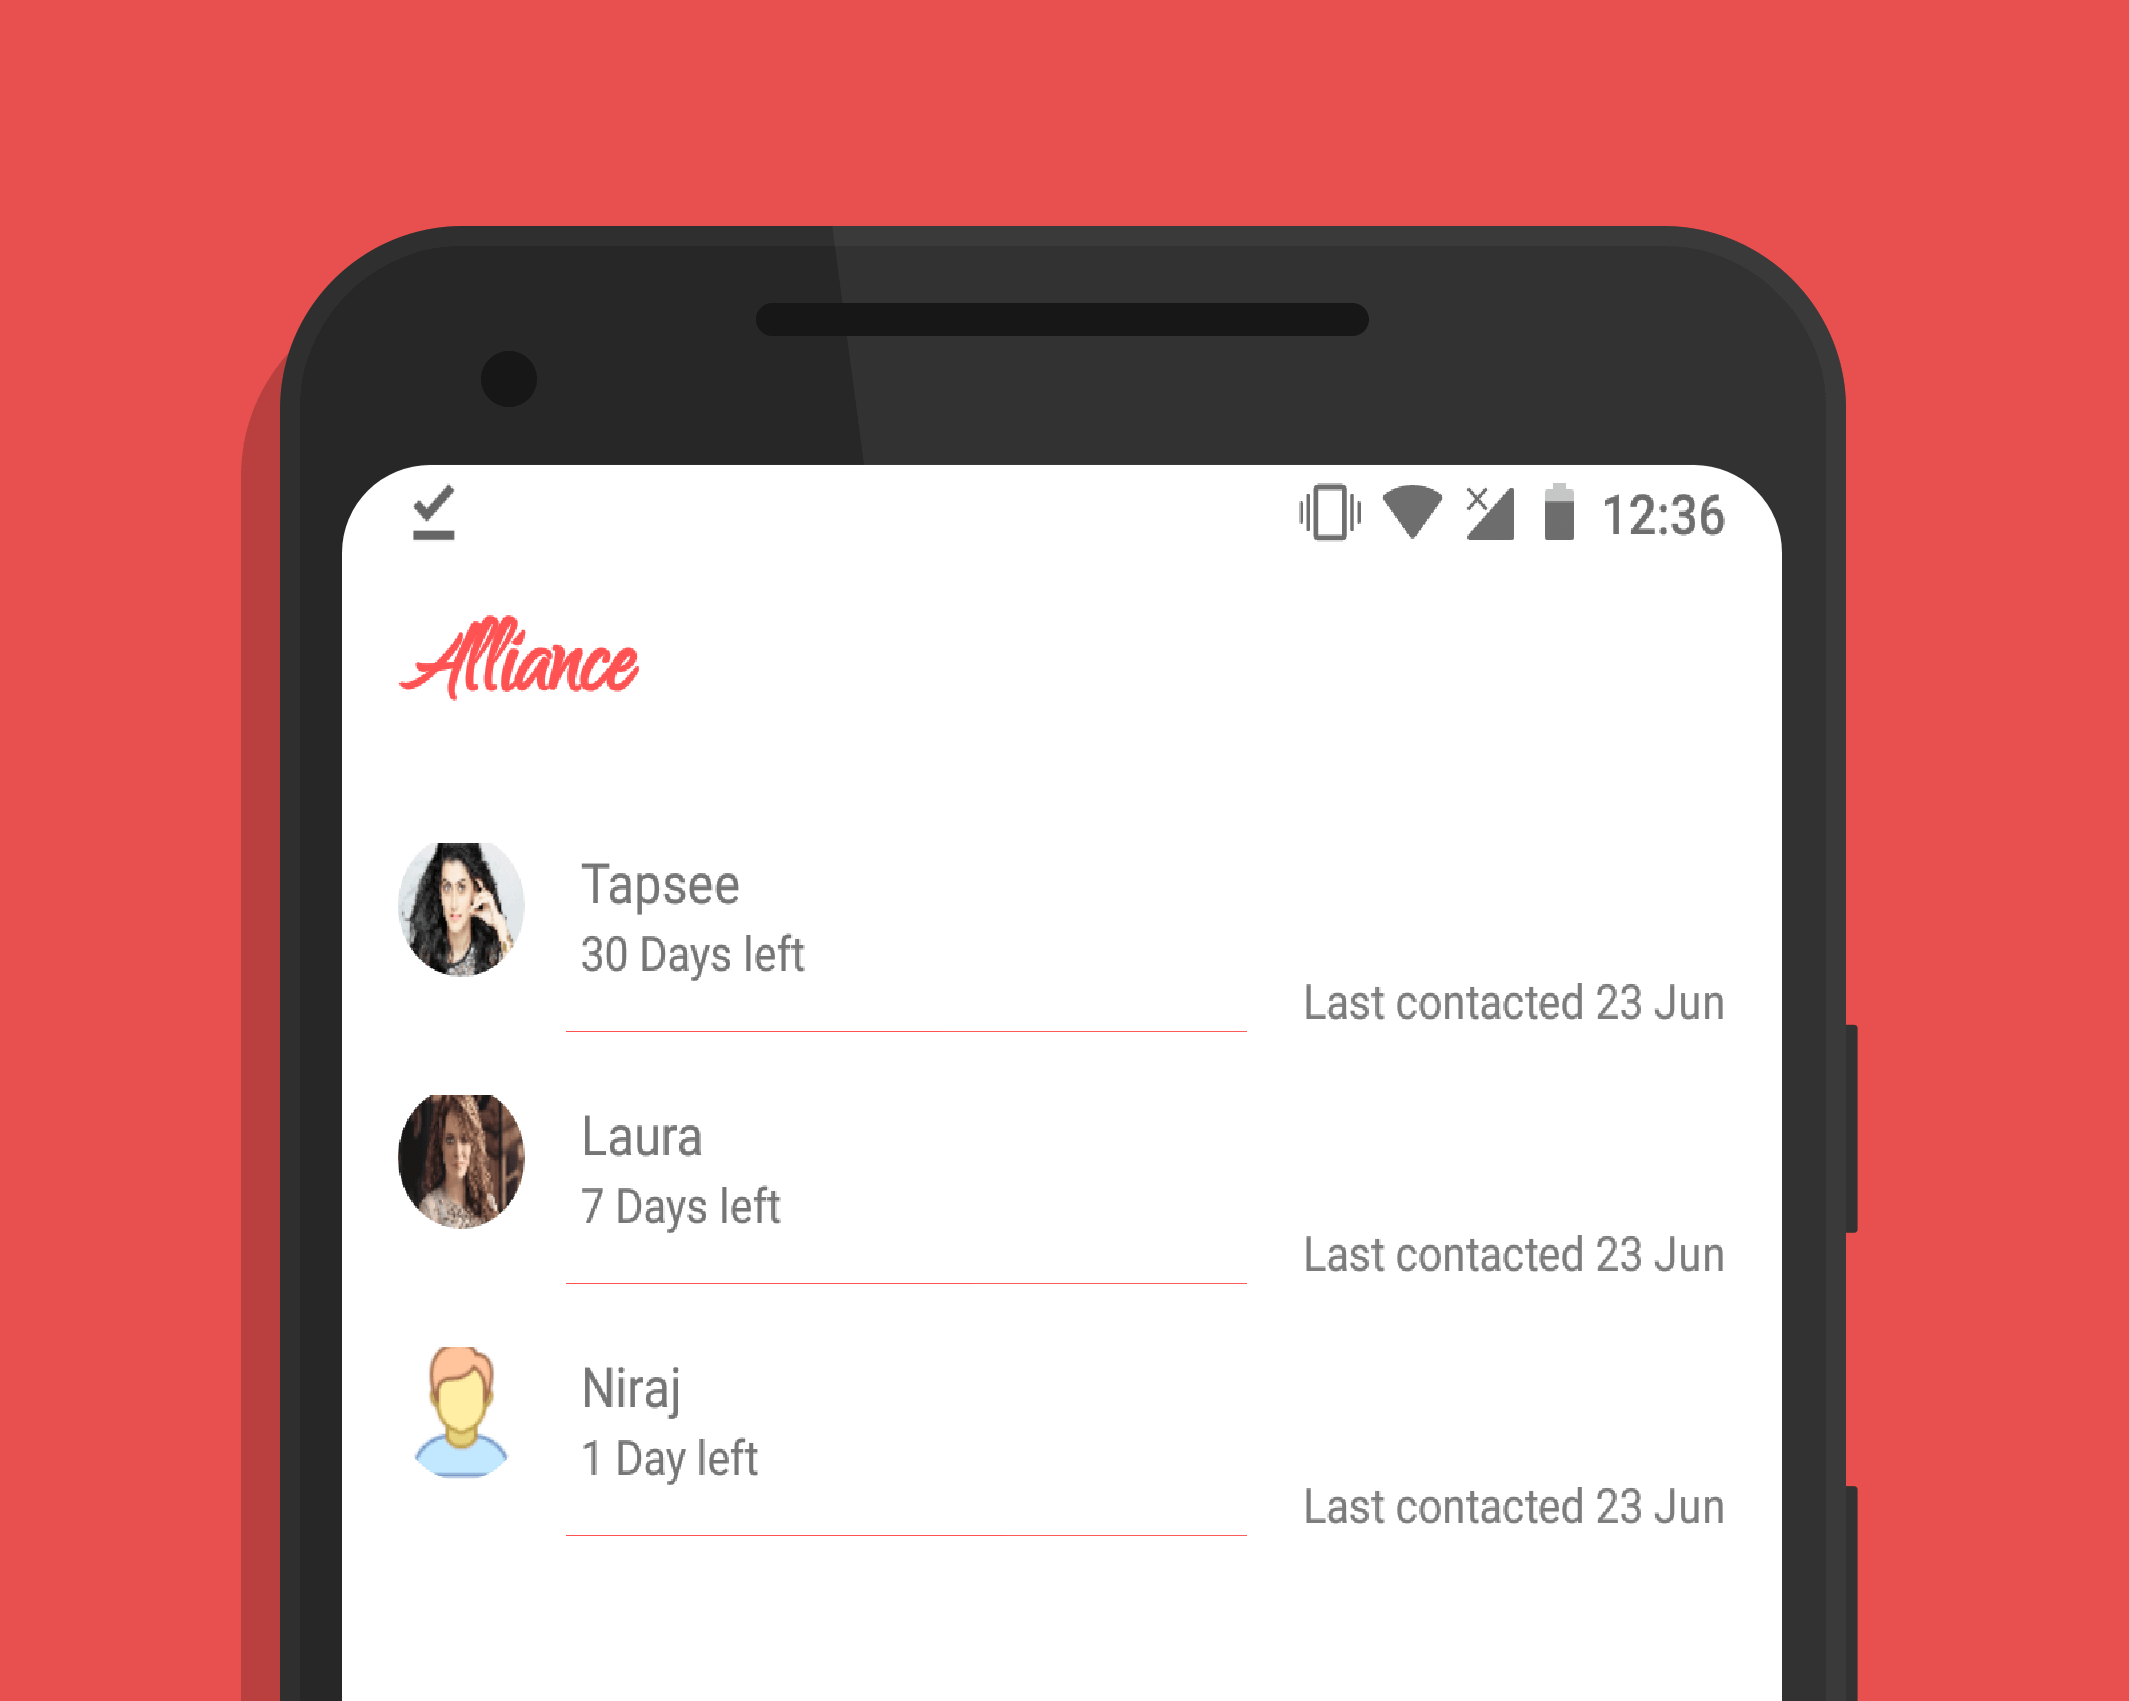 12:36
Alliance
Tapsee
30 Days left
Last contacted 23 Jun
Laura
7 Days left
Last contacted 23 Jun
Niraj
1 Day left
Last contacted 23 Jun